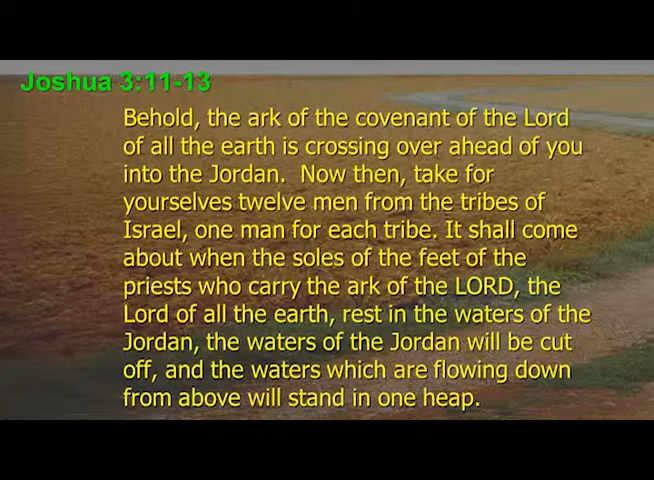 Joshua 3:11-13
Behold, the ark of the covenant of the Lord
of all the earth is crossing over ahead of you
into the Jordan.  Now then, take for
yourselves twelve men from the tribes of
Israel, one man for each tribe. It shall come
about when the soles of the feet of the
priests who carry the ark of the LORD, the
Lord of all the earth, rest in the waters of the
Jordan, the waters of the Jordan will be cut
off, and the waters which are flowing down
from above will stand in one heap.